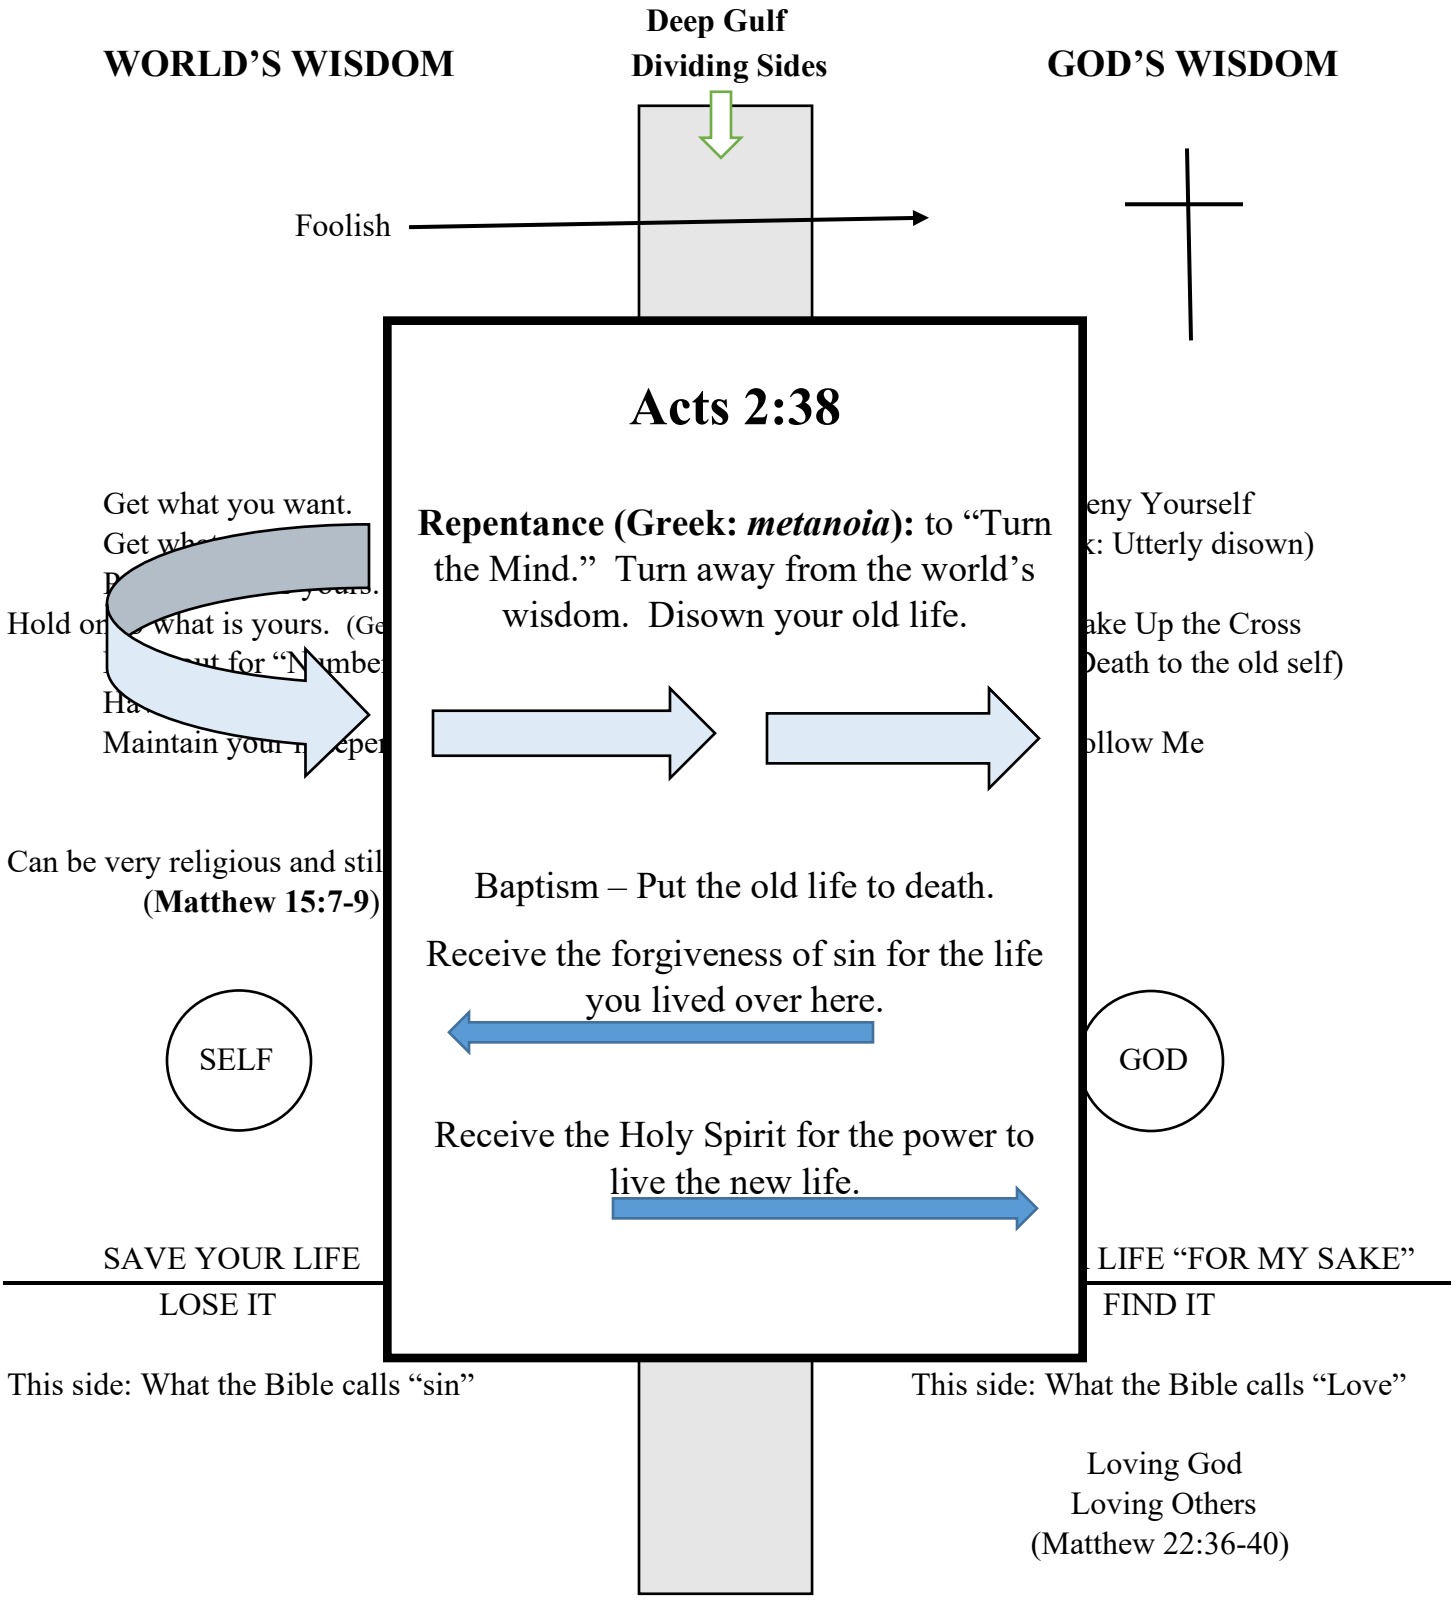 Deep Gulf
WORLD’S WISDOM Dividing Sides GOD’S WISDOM
Foolish
Acts 2:38
Get what you want.
eny Yourself
Repentance (Greek: metanoia): to “Turn
the Mind.” Turn away from the world’s
wisdom. Disown your old life.
Get
: Utterly disown)
yours.
Hold what is yours. (Ge
ake Up the Cross
out for “Number
Death to the old self)
Maintain your
ollow Me
Can be very religious and stil
(Matthew 15:7-9)
Baptism – Put the old life to death.
Receive the forgiveness of sin for the life
you lived over here.
SELF
GOD
Receive the Holy Spirit for the power to
live the new life.
SAVE YOUR LIFE
LIFE “FOR MY SAKE”
LOSE IT
FIND IT
This side: What the Bible calls “sin”
This side: What the Bible calls “Love”
Loving God
Loving Others
(Matthew 22:36-40)